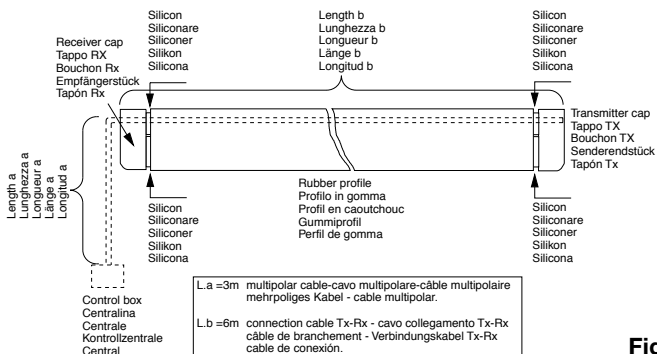 Silicon
Siliconare
Siliconer
Silikon
Silicona
Length b
Lunghezza b
Longueur b
Länge b
Longitud b
Silicon
Siliconare
Siliconer
Silikon
Silicona
Receiver cap
Tappo RX
Bouchon Rx
Empfängerstück
Tapón Rx
Transmitter cap
Tappo TX
Bouchon TX
Senderendstück
Tapón Tx
Length a
Lunghezza a
Longueur a
Länge a
Longitud a
Rubber profile
Profilo in gomma
Profil en caoutchouc
Gummiprofil
Perfil de gomma
Silicon
Siliconare
Siliconer
Silikon
Silicona
Silicon
Siliconare
Siliconer
Silikon
Silicona
Control box
Centralina
Centrale
Kontrollzentrale
Central
L.a =3m multipolar cable-cavo multipolare-câble multipolaire
mehrpoliges Kabel - cable multipolar.
L.b =6m connection cable Tx-Rx - cavo collegamento Tx-Rx
câble de branchement - Verbindungskabel Tx-Rx
cable de conexión.